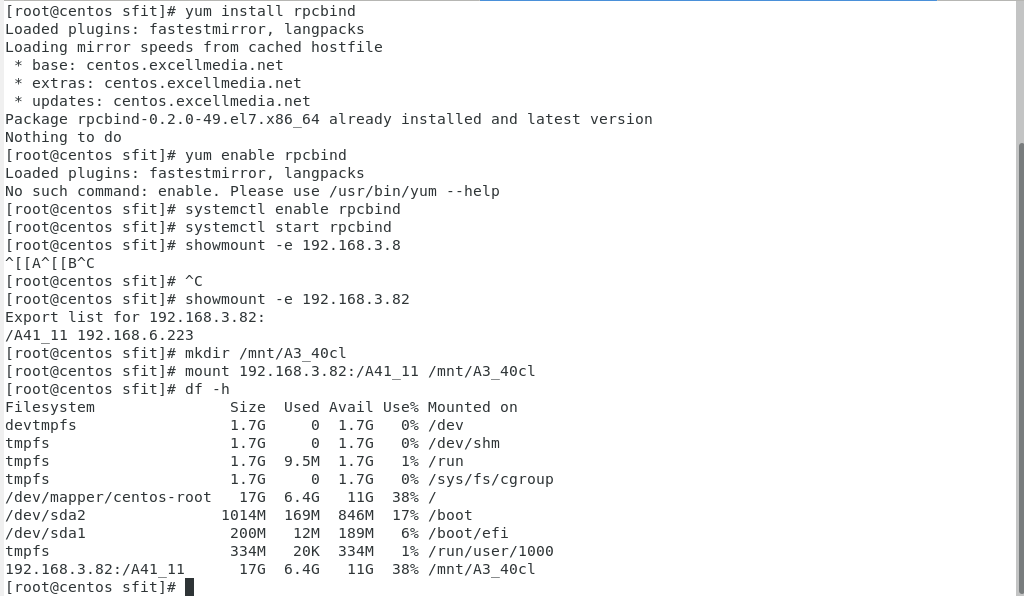 [root@centos sfit]# yum install rpcbind
Loaded plugins: fastestmirror, langpacks
Loading mirror speeds from cached hostfile
 * base: centos.excellmedia.net
 * extras: centos.excellmedia.net
 * updates: centos.excellmedia.net
Package rpcbind-0.2.0-49.el7.x86_64 already installed and latest version
Nothing to do
[root@centos sfit]# yum enable rpcbind
Loaded plugins: fastestmirror, langpacks
No such command: enable. Please use /usr/bin/yum --help
[root@centos sfit]# systemctl enable rpcbind
[root@centos sfit]# systemctl start rpcbind
[root@centos sfit]# showmount -e 192.168.3.8
^[[A^[[B^C
[root@centos sfit]# ^C
[root@centos sfit]# showmount -e 192.168.3.82
Export list for 192.168.3.82:
/A41_11 192.168.6.223
[root@centos sfit]# mkdir /mnt/A3_40cl
[root@centos sfit]# mount 192.168.3.82:/A41_11 /mnt/A3_40cl
[root@centos sfit]# df -h
Filesystem               Size  Used Avail Use% Mounted on
devtmpfs                 1.7G     0  1.7G   0% /dev
tmpfs                    1.7G     0  1.7G   0% /dev/shm
tmpfs                    1.7G  9.5M  1.7G   1% /run
tmpfs                    1.7G     0  1.7G   0% /sys/fs/cgroup
/dev/mapper/centos-root   17G  6.4G   11G  38% /
/dev/sda2               1014M  169M  846M  17% /boot
/dev/sda1                200M   12M  189M   6% /boot/efi
tmpfs                    334M   20K  334M   1% /run/user/1000
192.168.3.82:/A41_11      17G  6.4G   11G  38% /mnt/A3_40cl
[root@centos sfit]#